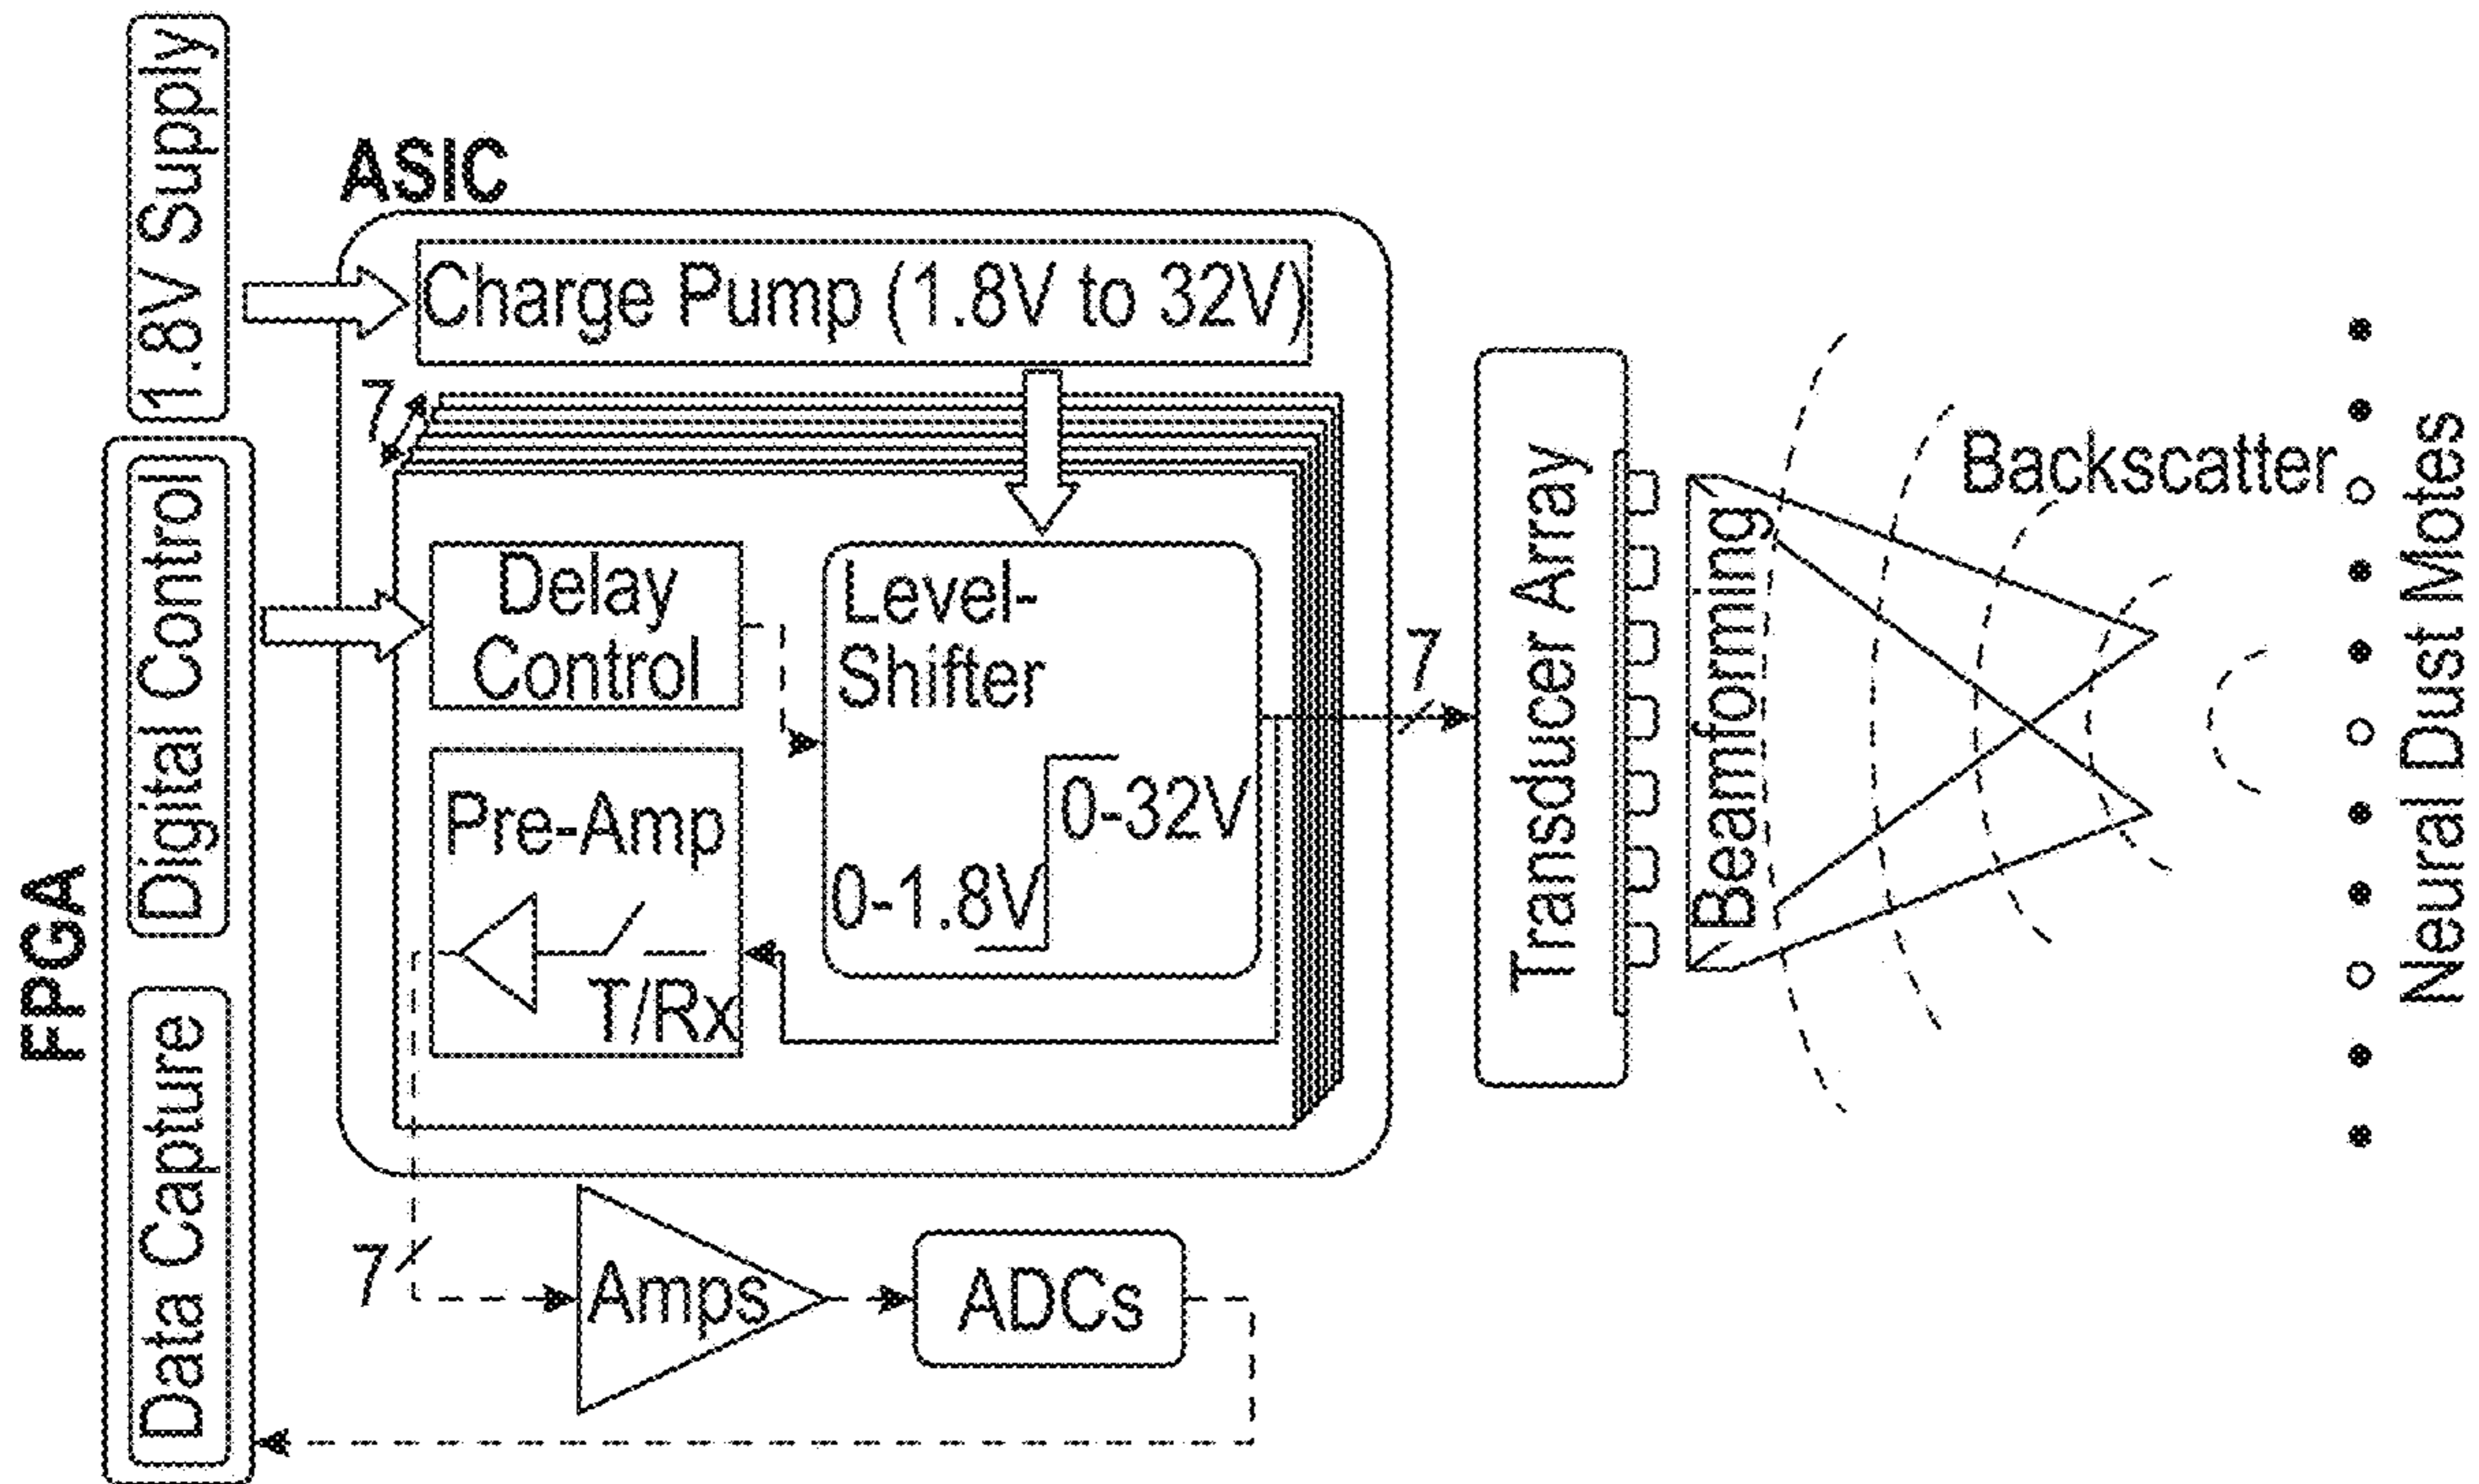 1.8V Supply
FPGA
Digital Control
Data Capture
ASIC
Charge Pump (1.8V to 32V)
7
Delay
Control
Level-
Shifter
0-32V
0-1.8V
Pre-Amp
T/Rx
7
Amps
ADCs
7
Transducer Array
Beamforming
Backscatter
Neural Dust Motes